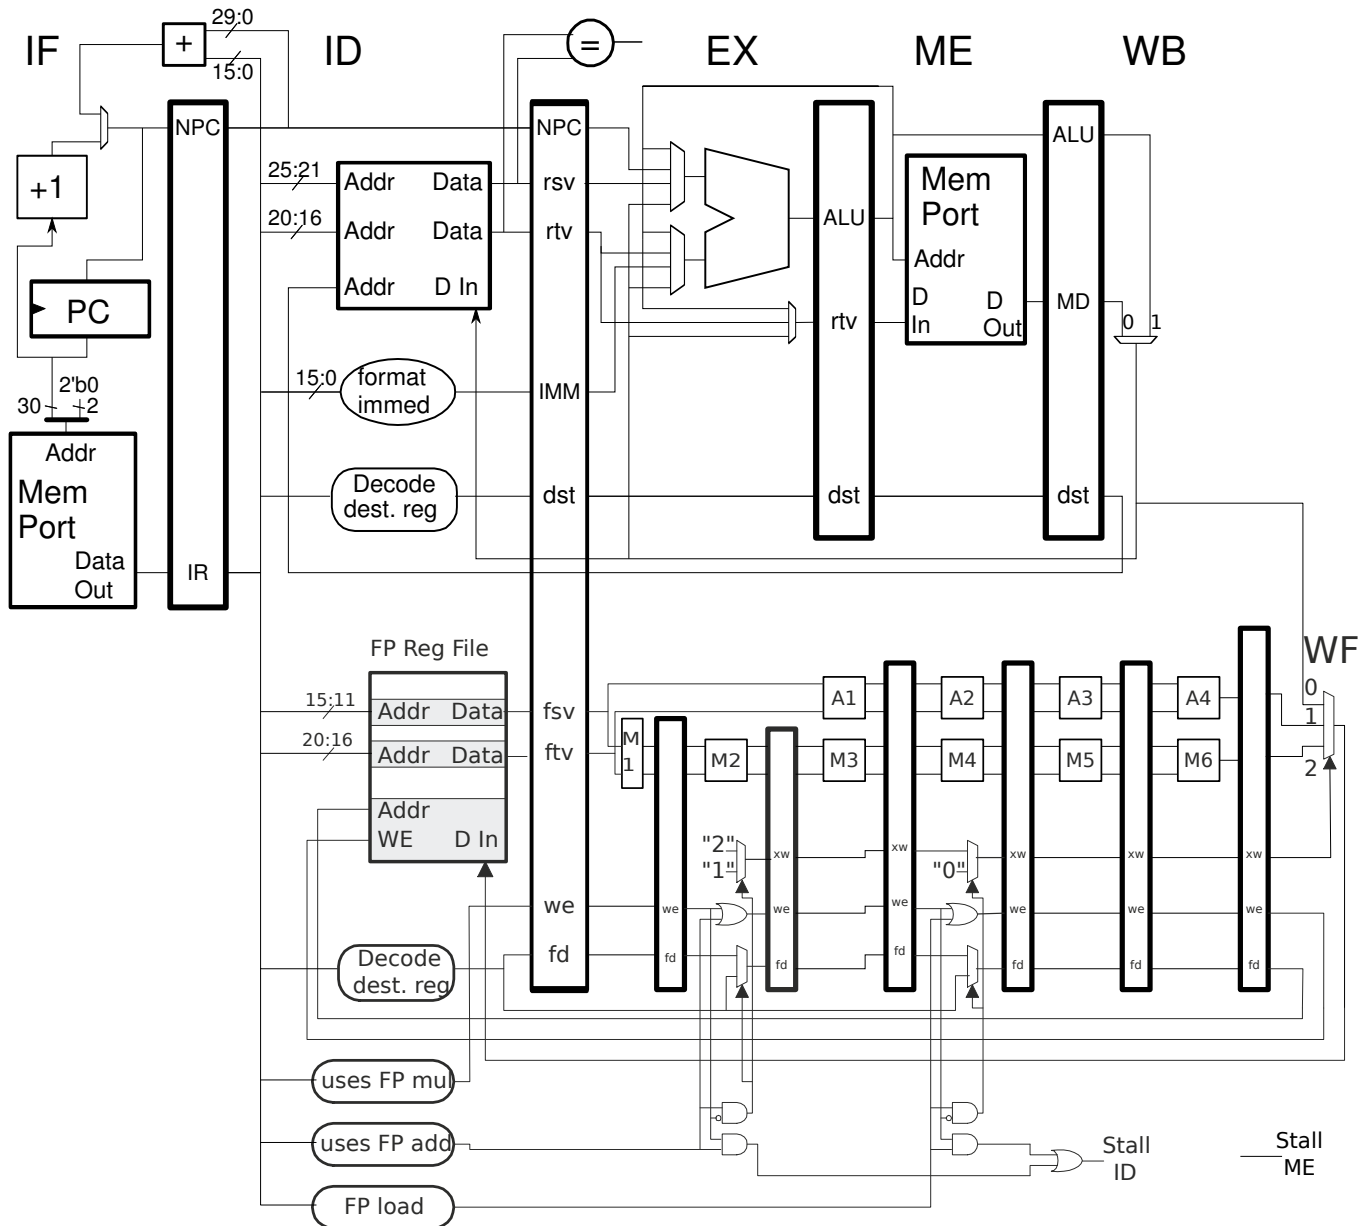 IF
ID
EX
ME
WB
29:0
+
15:0
=
NPC
NPC
ALU
+1
25:21
Addr
Data
rsv
20:16
Addr
Data
rtv
Addr
D In
ALU
Mem
Port
Addr
D
In
D
Out
PC
rtv
MD
0
1
2'b0
30
2
15:0
format
immed
IMM
Addr
Mem
Port
Data
Out
Decode
dest. reg
dst
dst
dst
IR
FP Reg File
WF
15:11
Addr
Data
fsv
A1
A2
A3
A4
0
1
20:16
Addr
Data
ftv
M
1
M2
M3
M4
M5
M6
2
Addr
WE
D In
"2"
"1"
xw
xw
"0"
xw
xw
xw
we
we
we
we
we
we
we
Decode
dest. reg
fd
fd
fd
fd
fd
fd
fd
uses FP mul
uses FP add
FP load
Stall
ID
Stall
ME